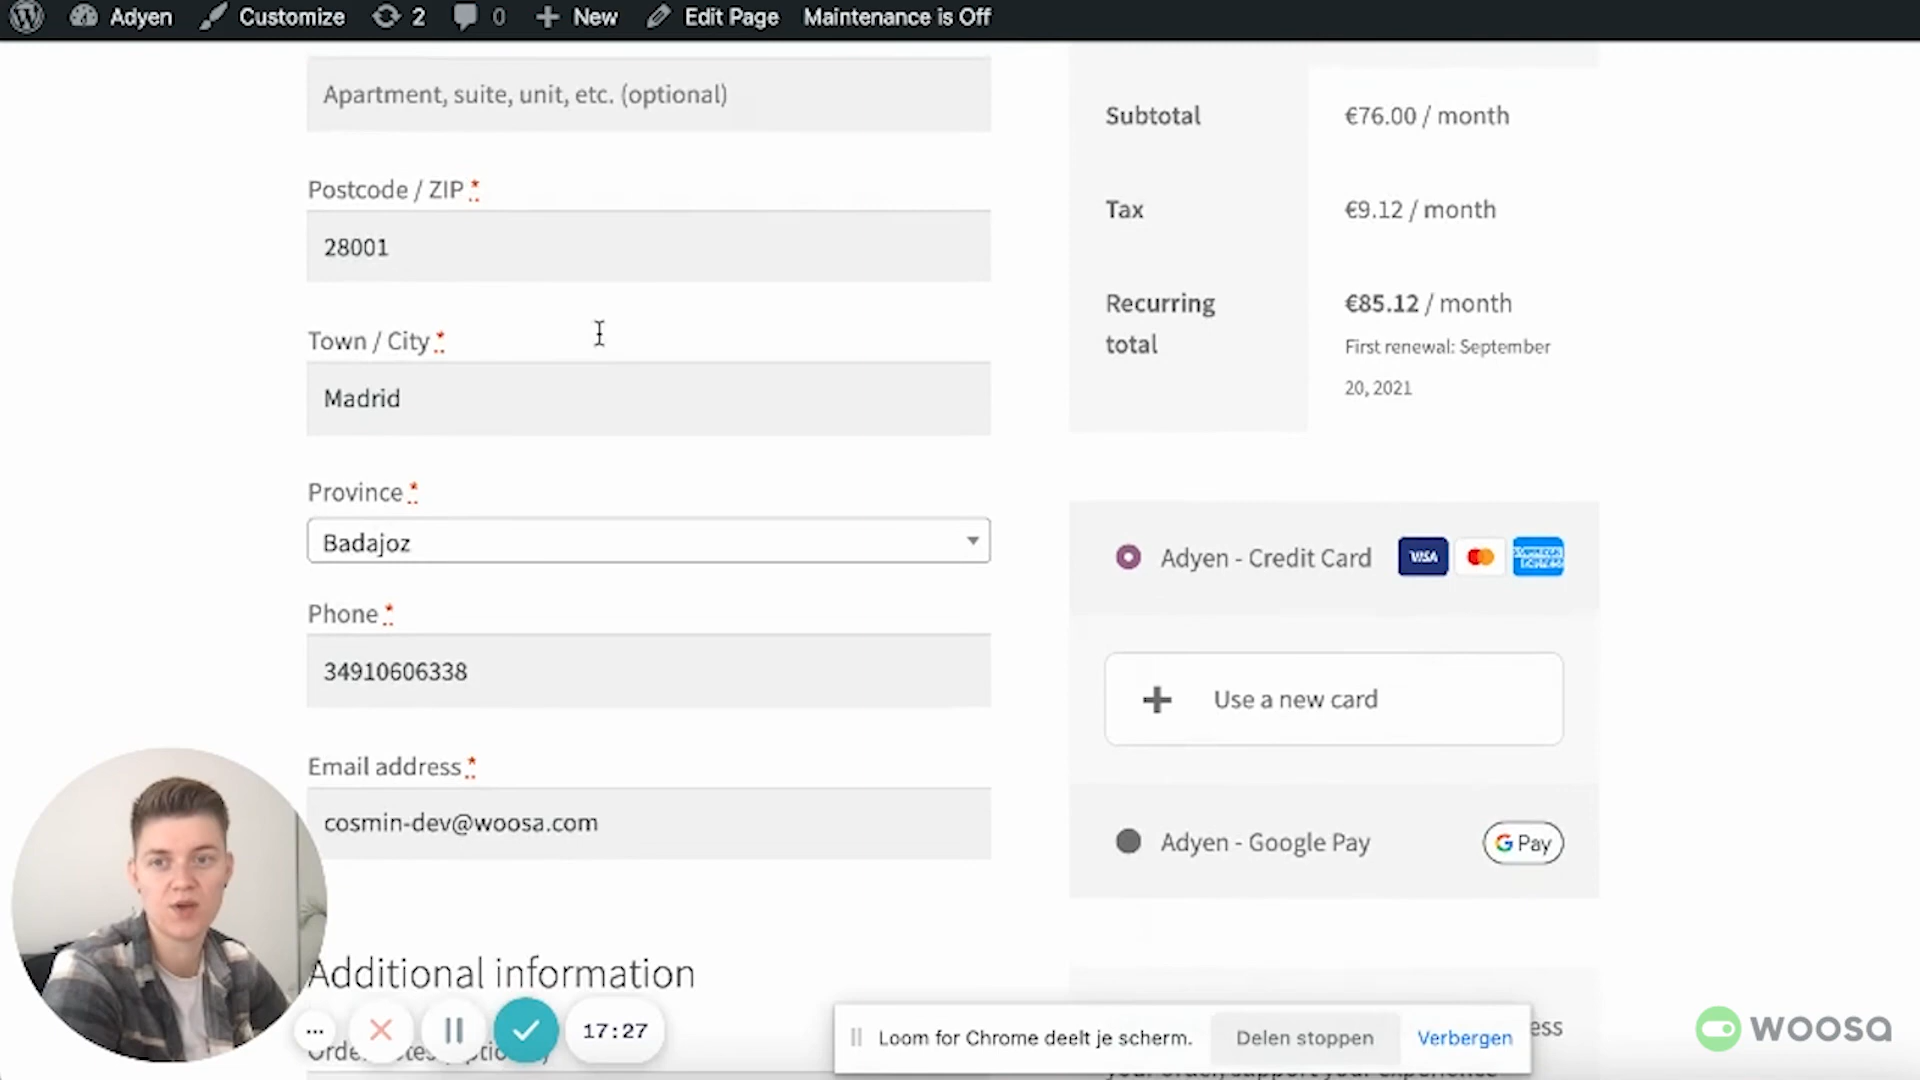 Adyen
Customize
2
0
New
Edit Page
Maintenance is Off
Apartment, suite, unit, etc. (optional)
Postcode / ZIP *
28001
Town / City *
Madrid
Province *
Badajoz
Phone *
34910606338
Email address *
cosmin-dev@woosa.com
Additional information
Subtotal
€76.00 / month
Tax
€9.12 / month
Recurring
total
€85.12 / month
First renewal: September
20, 2021
Adyen - Credit Card
VISA
Use a new card
Adyen - Google Pay
G Pay
17:27
Loom for Chrome deelt je scherm.
Delen stoppen
Verbergen
woosa